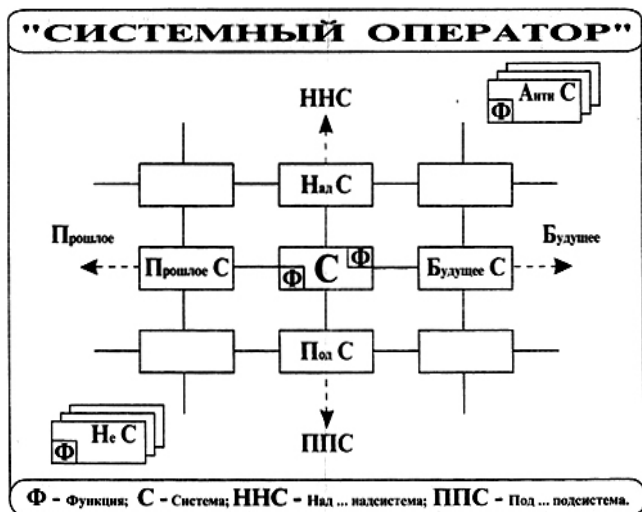 "СИСТЕМНЫЙ ОПЕРАТОР"
ННС
Анти С
Ф
Над С
Прошлое
Будущее
Прошлое С
Ф С Ф
Будущее С
Под С
Не С
Ф
ППС
Ф - Функция; С - Система; ННС - Над ... надсистема; ППС - Под ... подсистема.